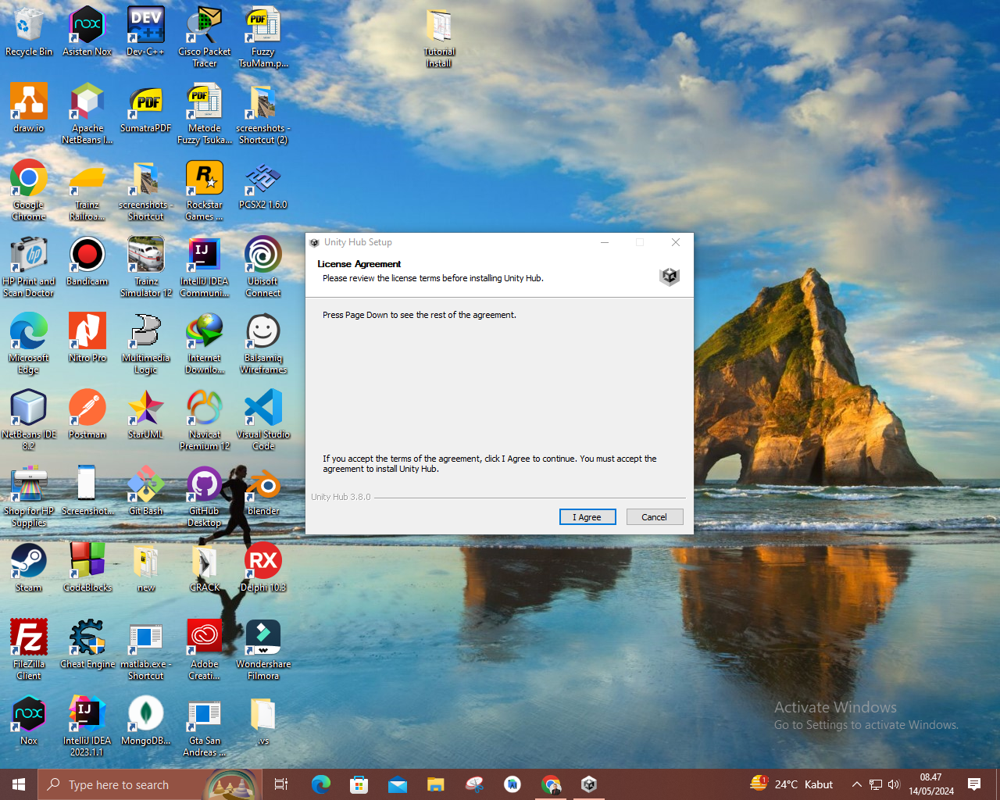 Recycle Bin
Asisten Nox
Dev-C++
Cisco Packet
Tracer
Fuzzy
TsuMam.p...
Tutorial
Install
draw.io
Apache
NetBeans I...
SumatraPDF
Metode
Fuzzy Tsuka...
screenshots -
Shortcut (2)
Google
Chrome
Trainz
Railroa...
screenshots -
Shortcut
Rockstar
Games ...
PCSX2 1.6.0
HP Print and
Scan Doctor
Bandicam
Trainz
Simulator 12
IntelliJ IDEA
Communi...
Ubisoft
Connect
Microsoft
Edge
Nitro Pro
Multimedia
Logic
Internet
Downlo...
Balsamiq
Wireframes
NetBeans IDE
8.2
Postman
StarUML
Navicat
Premium 12
Visual Studio
Code
Shop for HP
Supplies
Screenshot...
Git Bash
GitHub
Desktop
blender
Steam
CodeBlocks
new
CRACK
Delphi 10.3
FileZilla
Client
Cheat Engine
matlab.exe -
Shortcut
Adobe
Creati...
Wondershare
Filmora
Nox
IntelliJ IDEA
2023.1.1
MongoDB...
Gta San
Andreas ...
.vs
Unity Hub Setup
License Agreement
Please review the license terms before installing Unity Hub.
Press Page Down to see the rest of the agreement.
If you accept the terms of the agreement, click I Agree to continue. You must accept the
agreement to install Unity Hub.
Unity Hub 3.8.0
I Agree
Cancel
Activate Windows
Go to Settings to activate Windows.
Type here to search
1
24°C Kabut
08.47
14/05/2024